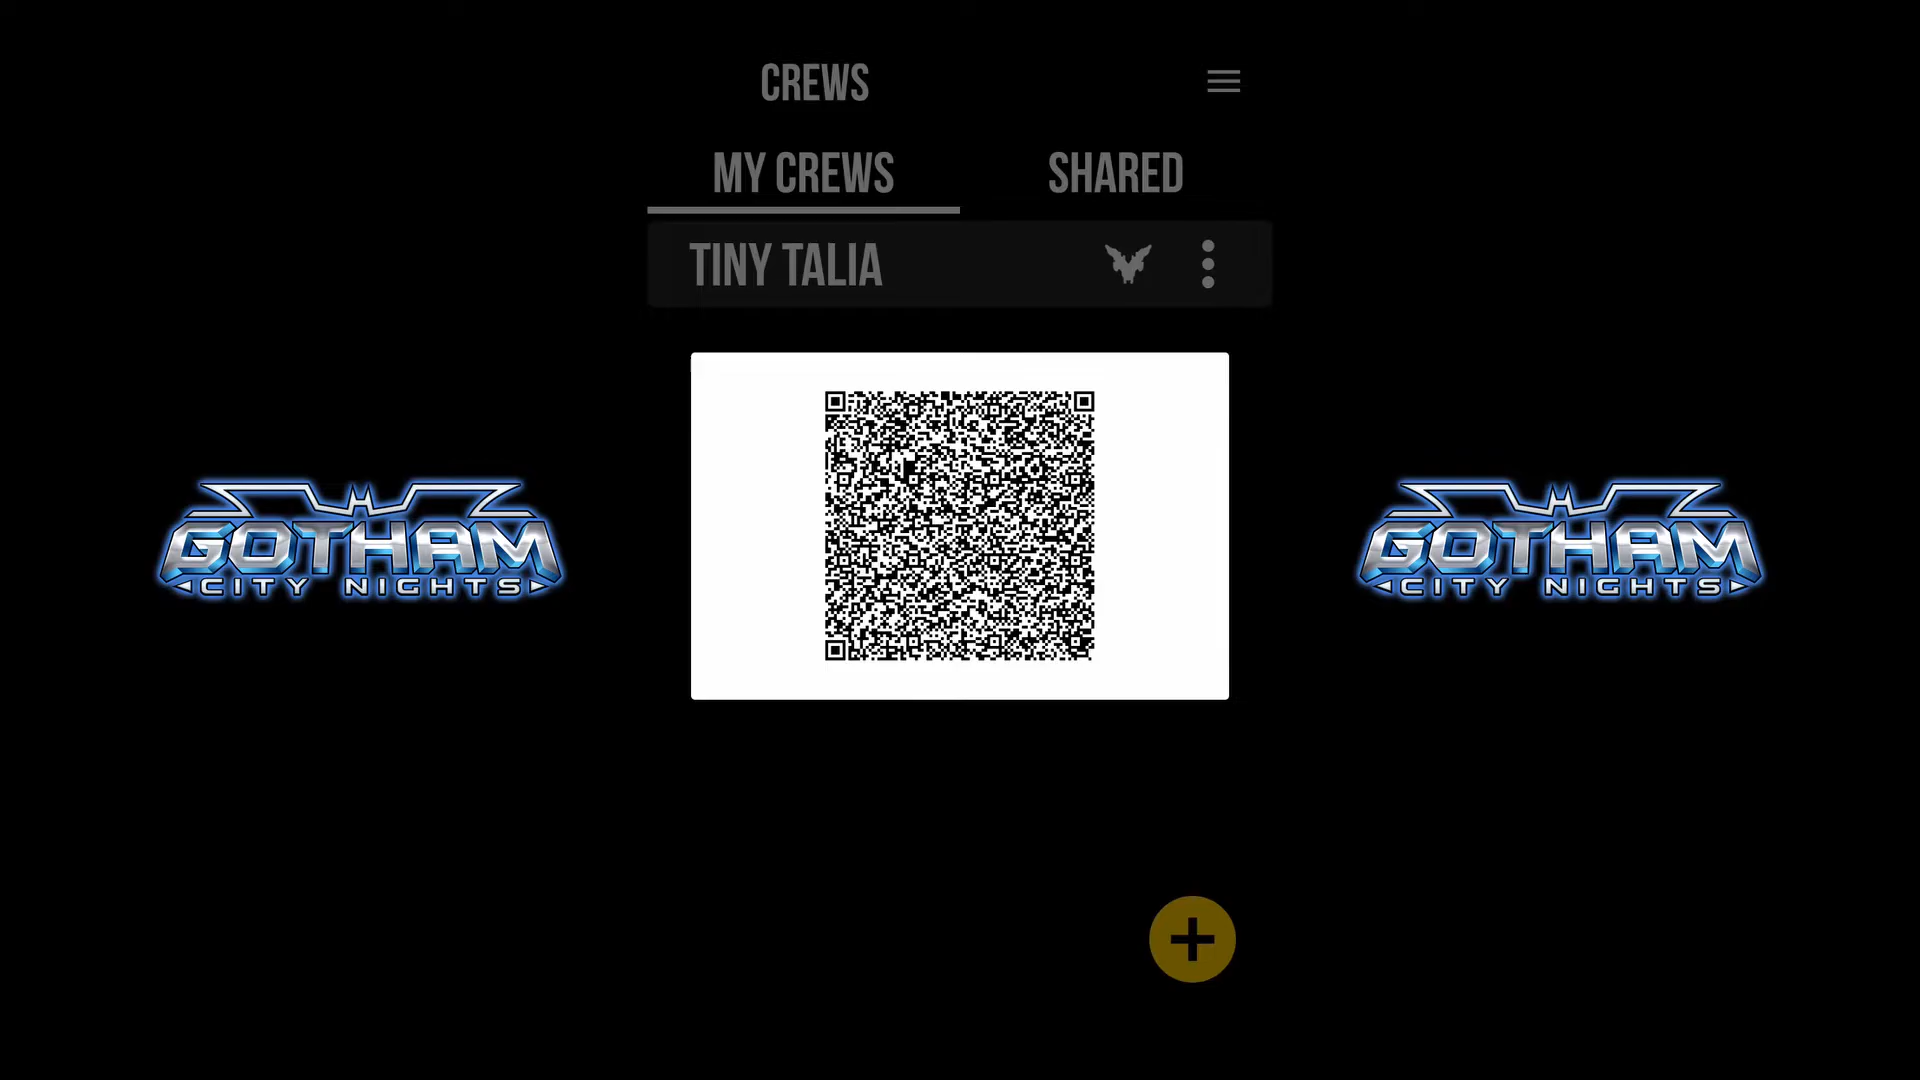 CREWS
MY CREWS
SHARED
TINY TALIA
GOTHAM
CITY NIGHTS
GOTHAM
CITY NIGHTS